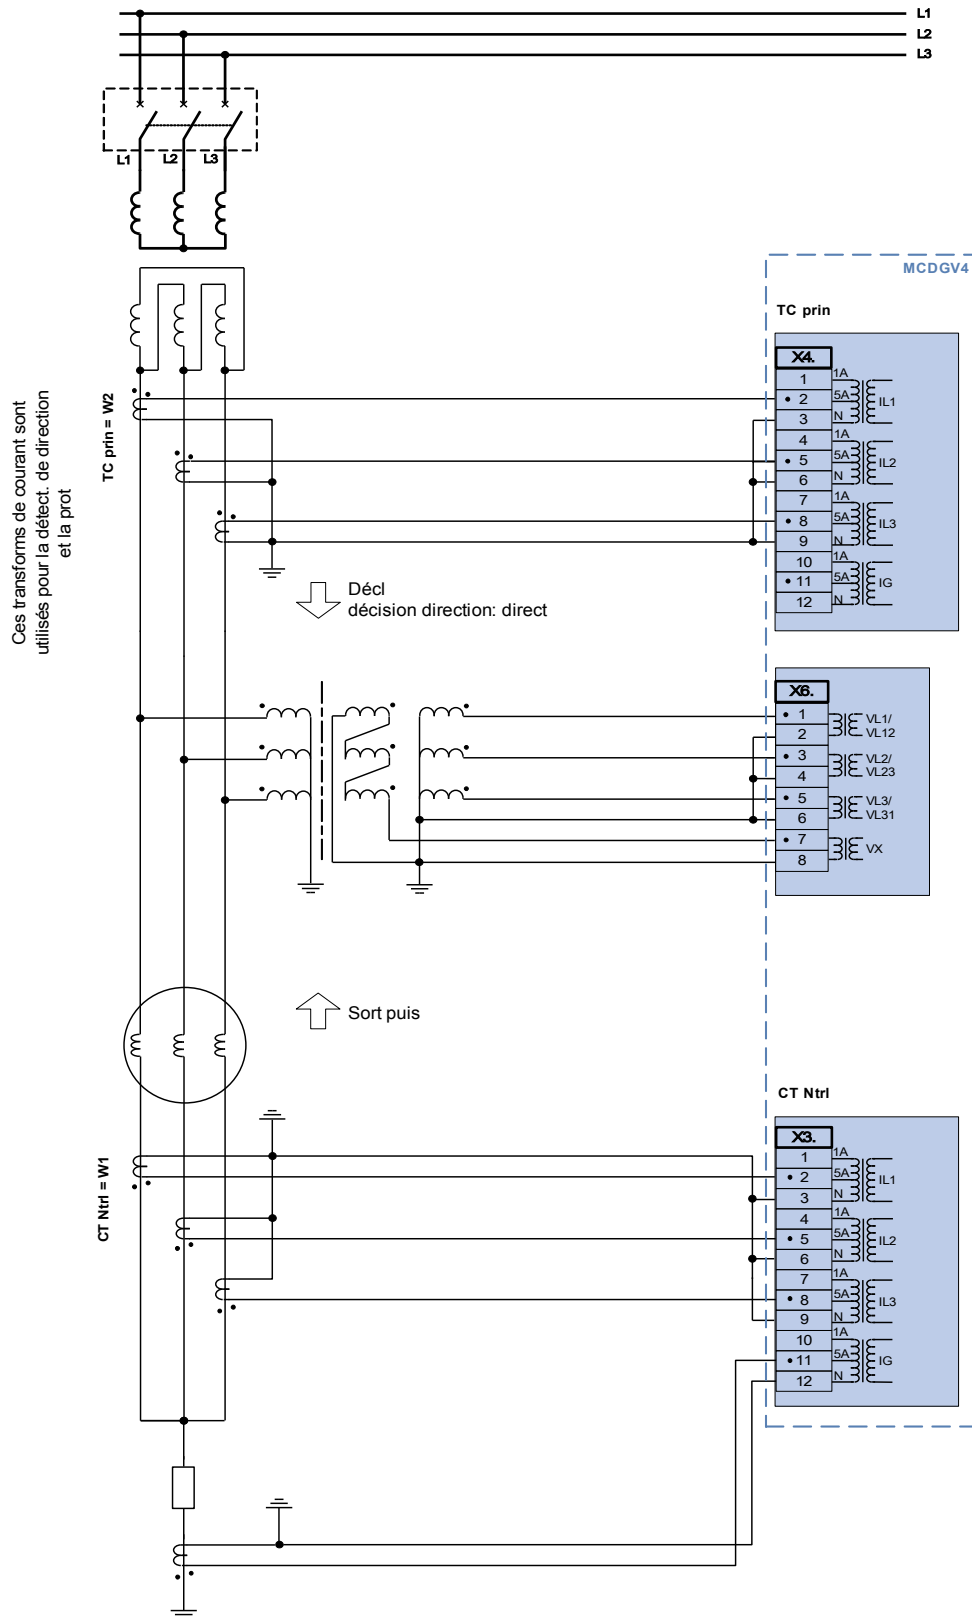 L1
L2
L3
L1 L2 L3
MCDGV4
TC prin
X4.
1 1A
2 5A IL1
3 N
4 1A
5 5A IL2
6 N
7 1A
8 5A IL3
9 N
10 1A
11 5A IG
12 N
Ces transforms de courant sont
utilisés pour la détect. de direction
et la prot
TC prin = W2
Décl
décision direction: direct
X6.
1 VL1/
2 VL12
3 VL2/
4 VL23
5 VL3/
6 VL31
7 VX
8
Sort puis
CT Ntrl
X3.
1 1A
2 5A IL1
3 N
4 1A
5 5A IL2
6 N
7 1A
8 5A IL3
9 N
10 1A
11 5A IG
12 N
CT Ntrl = W1